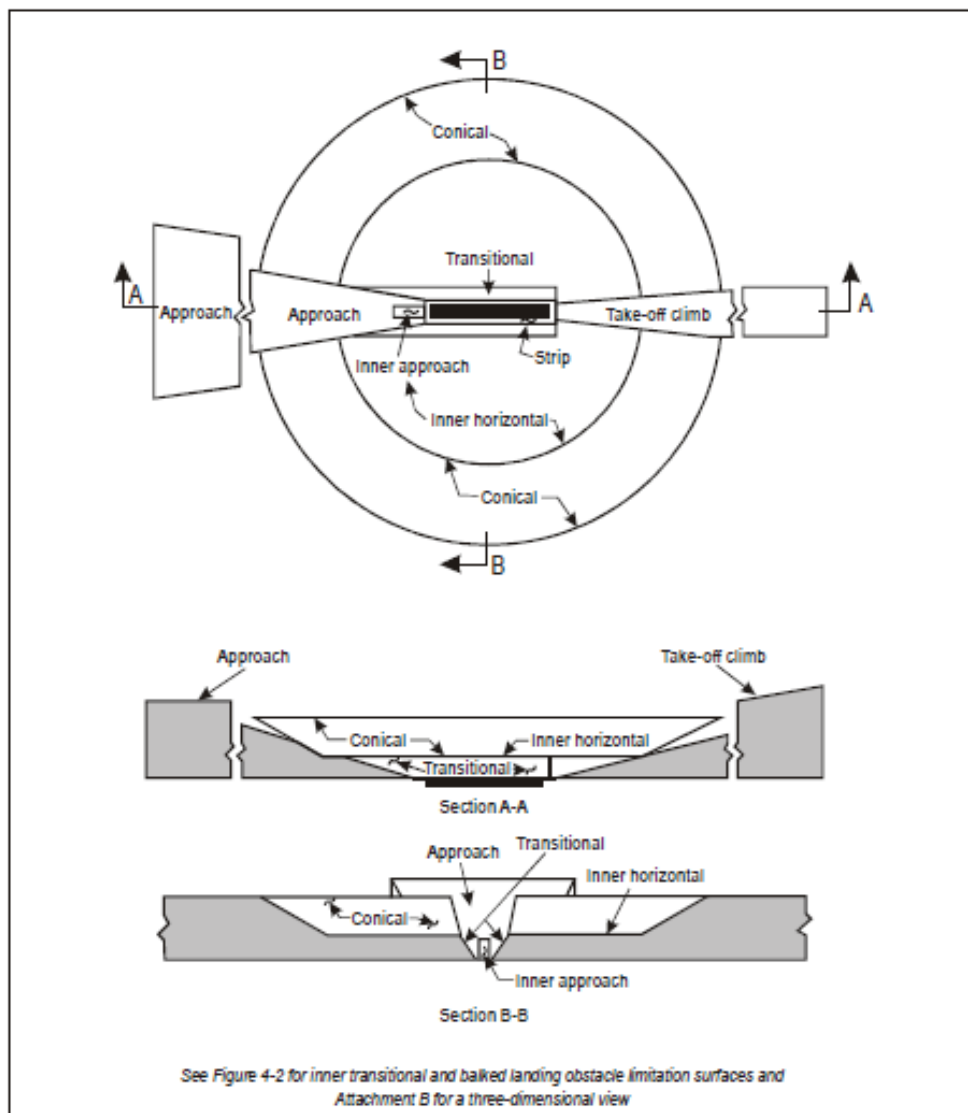 B
Conical
Transitional
A
A
Approach
Approach
Take-off climb
Inner approach
Strip
Inner horizontal
Conical
B
Approach
Take-off climb
Conical
Inner horizontal
Transitional
Section A-A
Transitional
Approach
Inner horizontal
Conical
Inner approach
Section B-B
See Figure 4-2 for inner transitional and balked landing obstacle limitation surfaces and
Attachment B for a three-dimensional view